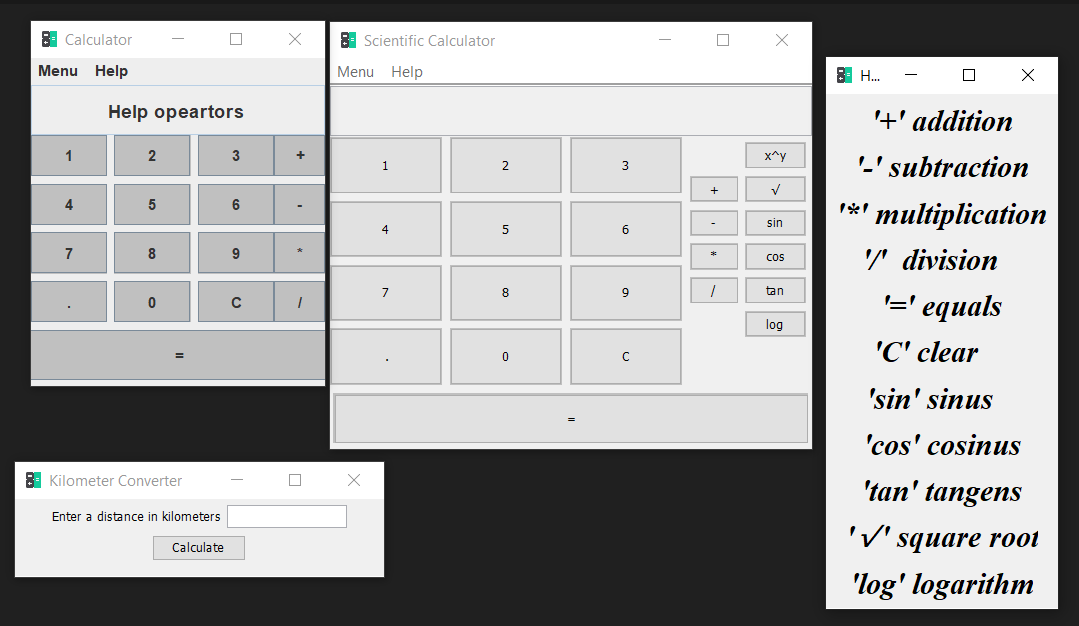 Calculator
Menu Help
Help opeartors
1 2 3 +
4 5 6 -
7 8 9 *
. 0 C /
=
Scientific Calculator
Menu Help
1 2 3
4 5 6
7 8 9
. 0 C
+
-
*
/
x^y
√
sin
cos
tan
log
=
H...
'+' addition
'-' subtraction
'*' multiplication
'/' division
'=' equals
'C' clear
'sin' sinus
'cos' cosinus
'tan' tangens
'√' square root
'log' logarithm
Kilometer Converter
Enter a distance in kilometers
Calculate